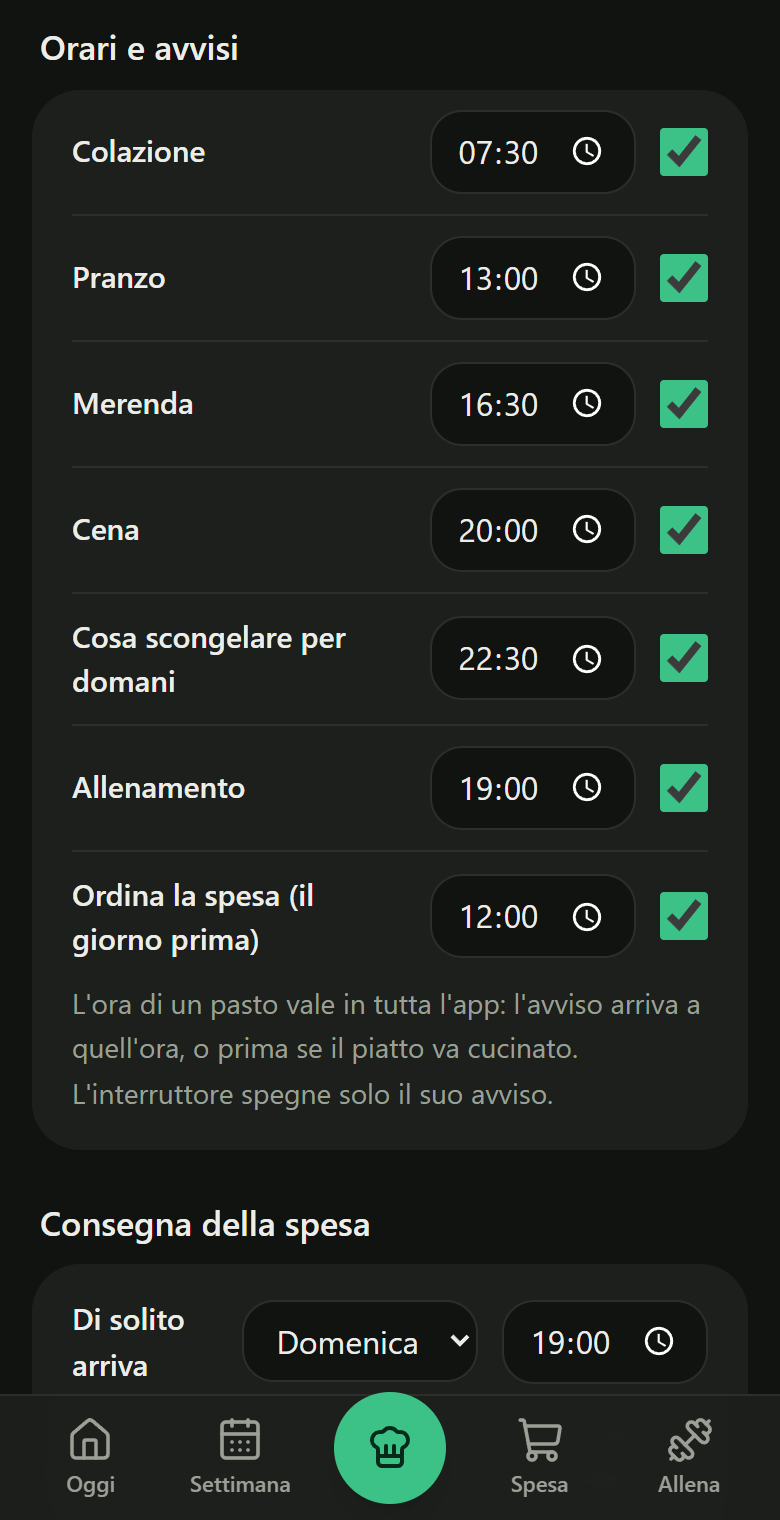 Orari e avvisi
Colazione 07:30
Pranzo 13:00
Merenda 16:30
Cena 20:00
Cosa scongelare per
domani
22:30
Allenamento 19:00
Ordina la spesa (il
giorno prima)
12:00
L'ora di un pasto vale in tutta l'app: l'avviso arriva a
quell'ora, o prima se il piatto va cucinato.
L'interruttore spegne solo il suo avviso.
Consegna della spesa
Di solito
arriva
Domenica 19:00
Oggi Settimana Spesa Allena